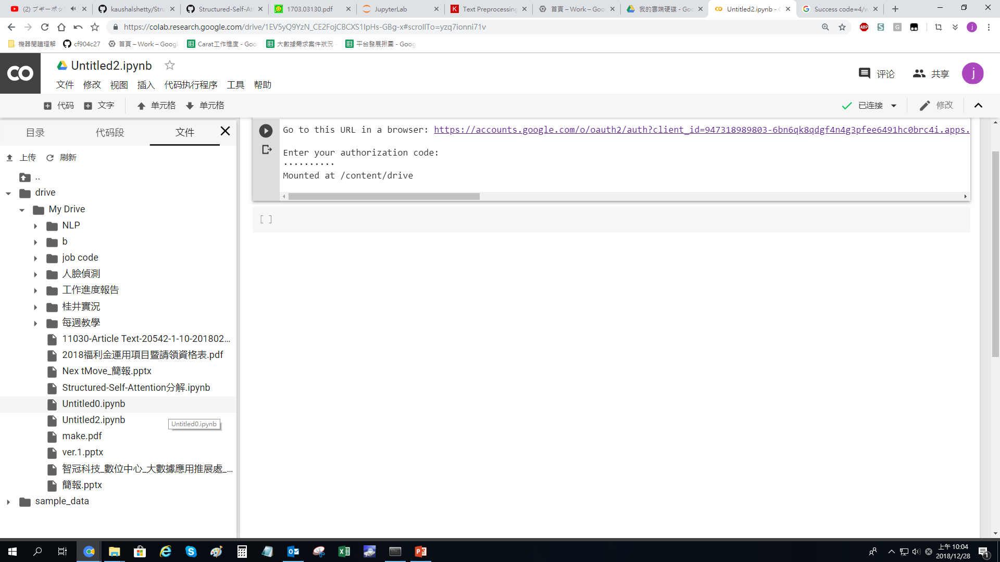 (2) ブギーポッ
kaushalshetty/Stru
Structured-Self-At
1703.03130.pdf
JupyterLab
Text Preprocessing
首頁 – Work – Goo
我的雲端硬碟 - Goo
Untitled2.ipynb - C
Success code=4/w
https://colab.research.google.com/drive/1EV5yQ9YzN_CE2FojCBCXS1IpHs-GBg-x#scrollTo=yzq7ionni71v
ABP
機器閱讀理解
cf904c27
首頁 – Work – Googl
Carat工作進度 - Goo
大數據需求案件狀況 -
平台發展揪團 - Goog
CO
Untitled2.ipynb
评论
共享
j
文件 修改 视图 插入 代码执行程序 工具 帮助
代码
文字
单元格
单元格
已连接
修改
目录
代码段
文件
上传
刷新
..
drive
My Drive
NLP
b
job code
人臉偵測
工作進度報告
桂井實況
每週教學
11030-Article Text-20542-1-10-201802...
2018福利金運用項目暨請領資格表.pdf
Nex tMove_簡報.pptx
Structured-Self-Attention分解.ipynb
Untitled0.ipynb
Untitled2.ipynb
Untitled0.ipynb
make.pdf
ver.1.pptx
智冠科技_數位中心_大數據應用推展處_...
簡報.pptx
sample_data
Go to this URL in a browser: https://accounts.google.com/o/oauth2/auth?client_id=947318989803-6bn6qk8qdgf4n4g3pfee6491hc0brc4i.apps.
Enter your authorization code:
··········
Mounted at /content/drive
[ ]
上午 10:04
2018/12/28
1